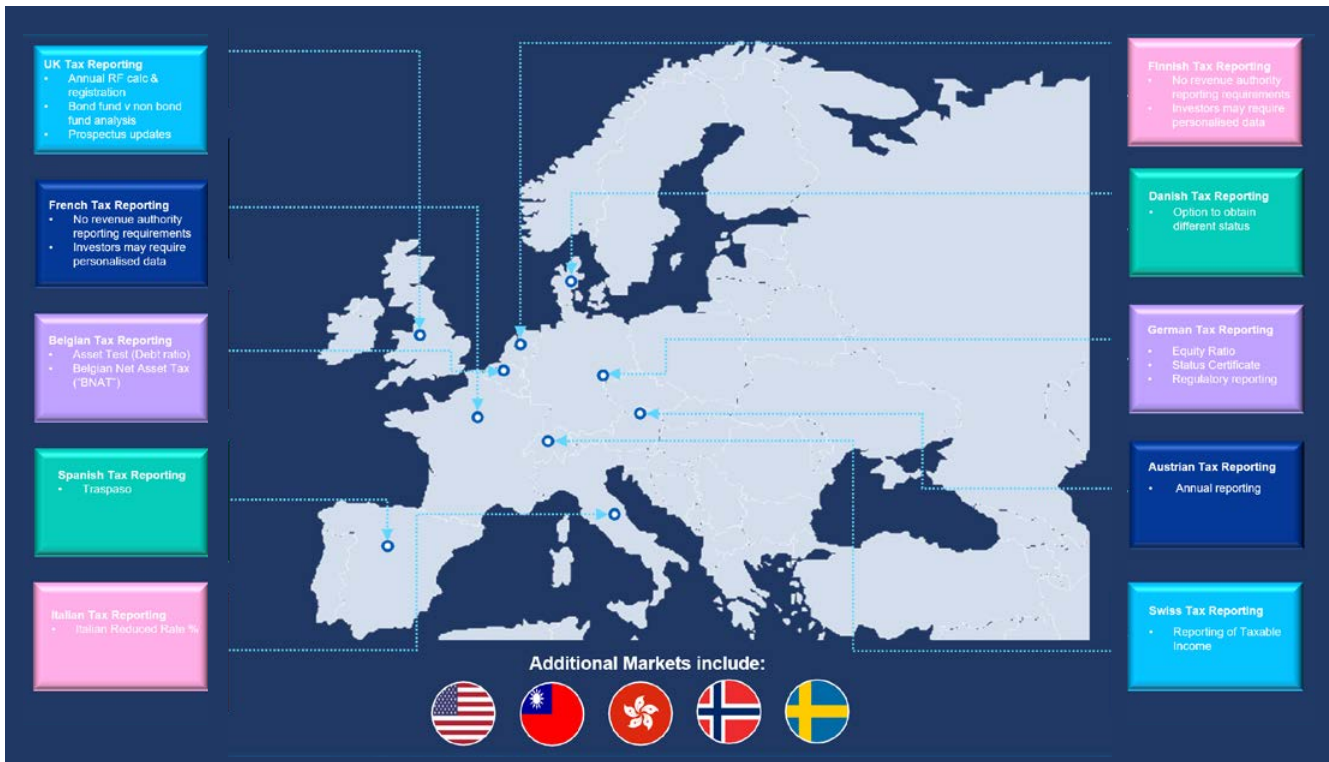 UK Tax Reporting
• Annual RF calc &
registration
• Bond fund v non bond
fund analysis
• Prospectus updates
French Tax Reporting
• No revenue authority
reporting requirements
• Investors may require
personalised data
Belgian Tax Reporting
• Asset Test (Debt ratio)
• Belgian Net Asset Tax
("BNAT")
Spanish Tax Reporting
• Traspaso
Italian Tax Reporting
• Italian Reduced Rate %
Finnish Tax Reporting
• No revenue authority
reporting requirements
• Investors may require
personalised data
Danish Tax Reporting
• Option to obtain
different status
German Tax Reporting
• Equity Ratio
• Status Certificate
• Regulatory reporting
Austrian Tax Reporting
• Annual reporting
Swiss Tax Reporting
• Reporting of Taxable
Income
Additional Markets include: